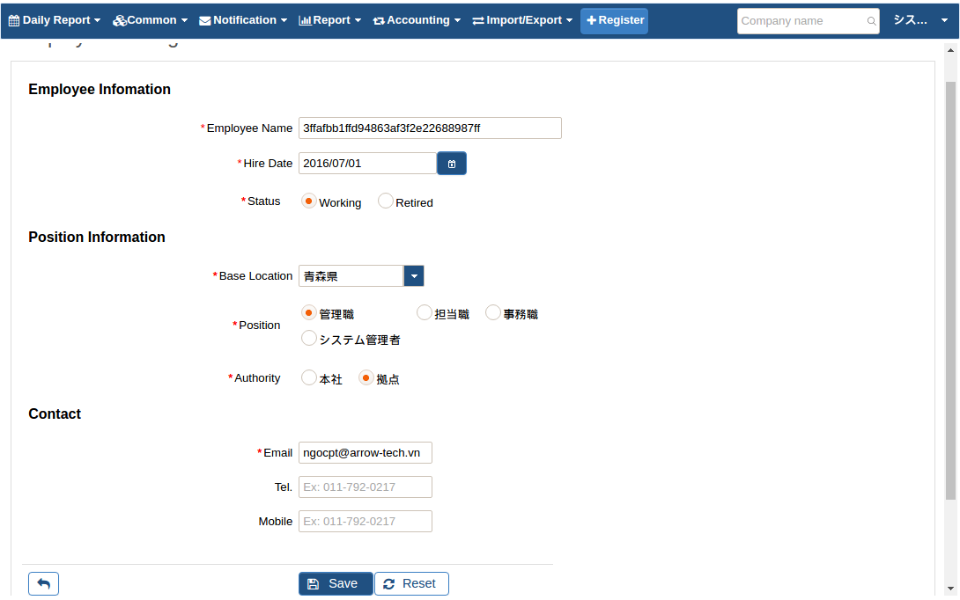 Daily Report Common Notification Report Accounting Import/Export Register Company name シス...
Employee Infomation
*Employee Name 3ffafbb1ffd94863af3f2e22688987ff
*Hire Date 2016/07/01
*Status Working Retired
Position Information
*Base Location 青森県
*Position 管理職 担当職 事務職
システム管理者
*Authority 本社 拠点
Contact
*Email ngocpt@arrow-tech.vn
Tel. Ex: 011-792-0217
Mobile Ex: 011-792-0217
Save Reset